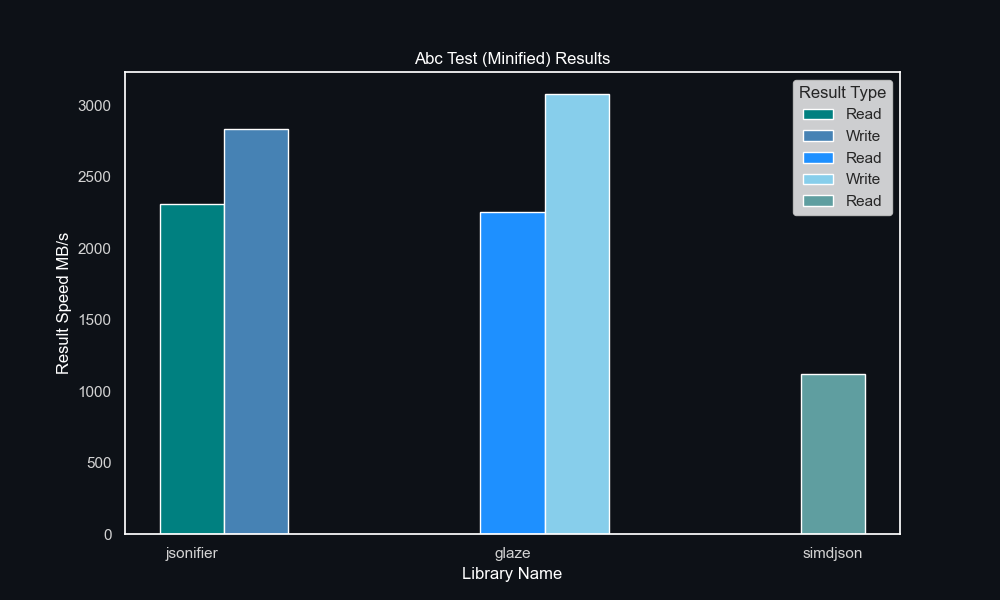 Abc Test (Minified) Results
Result Type
Read
Write
Read
Write
Read
Result Speed MB/s
3000
2500
2000
1500
1000
500
0
jsonifier
glaze
simdjson
Library Name